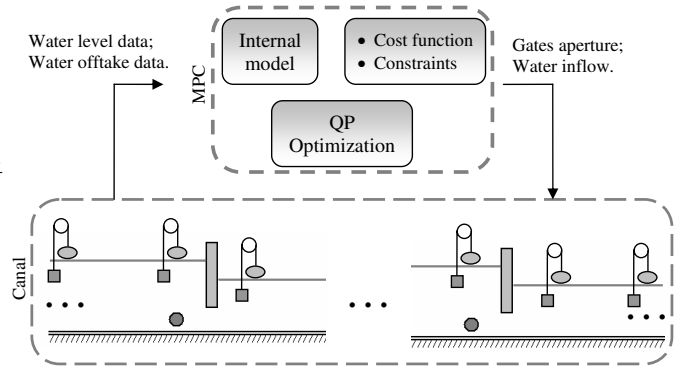 Water level data;
Water offtake data.
MPC
Internal
model
• Cost function
• Constraints
QP
Optimization
Gates aperture;
Water inflow.
Canal